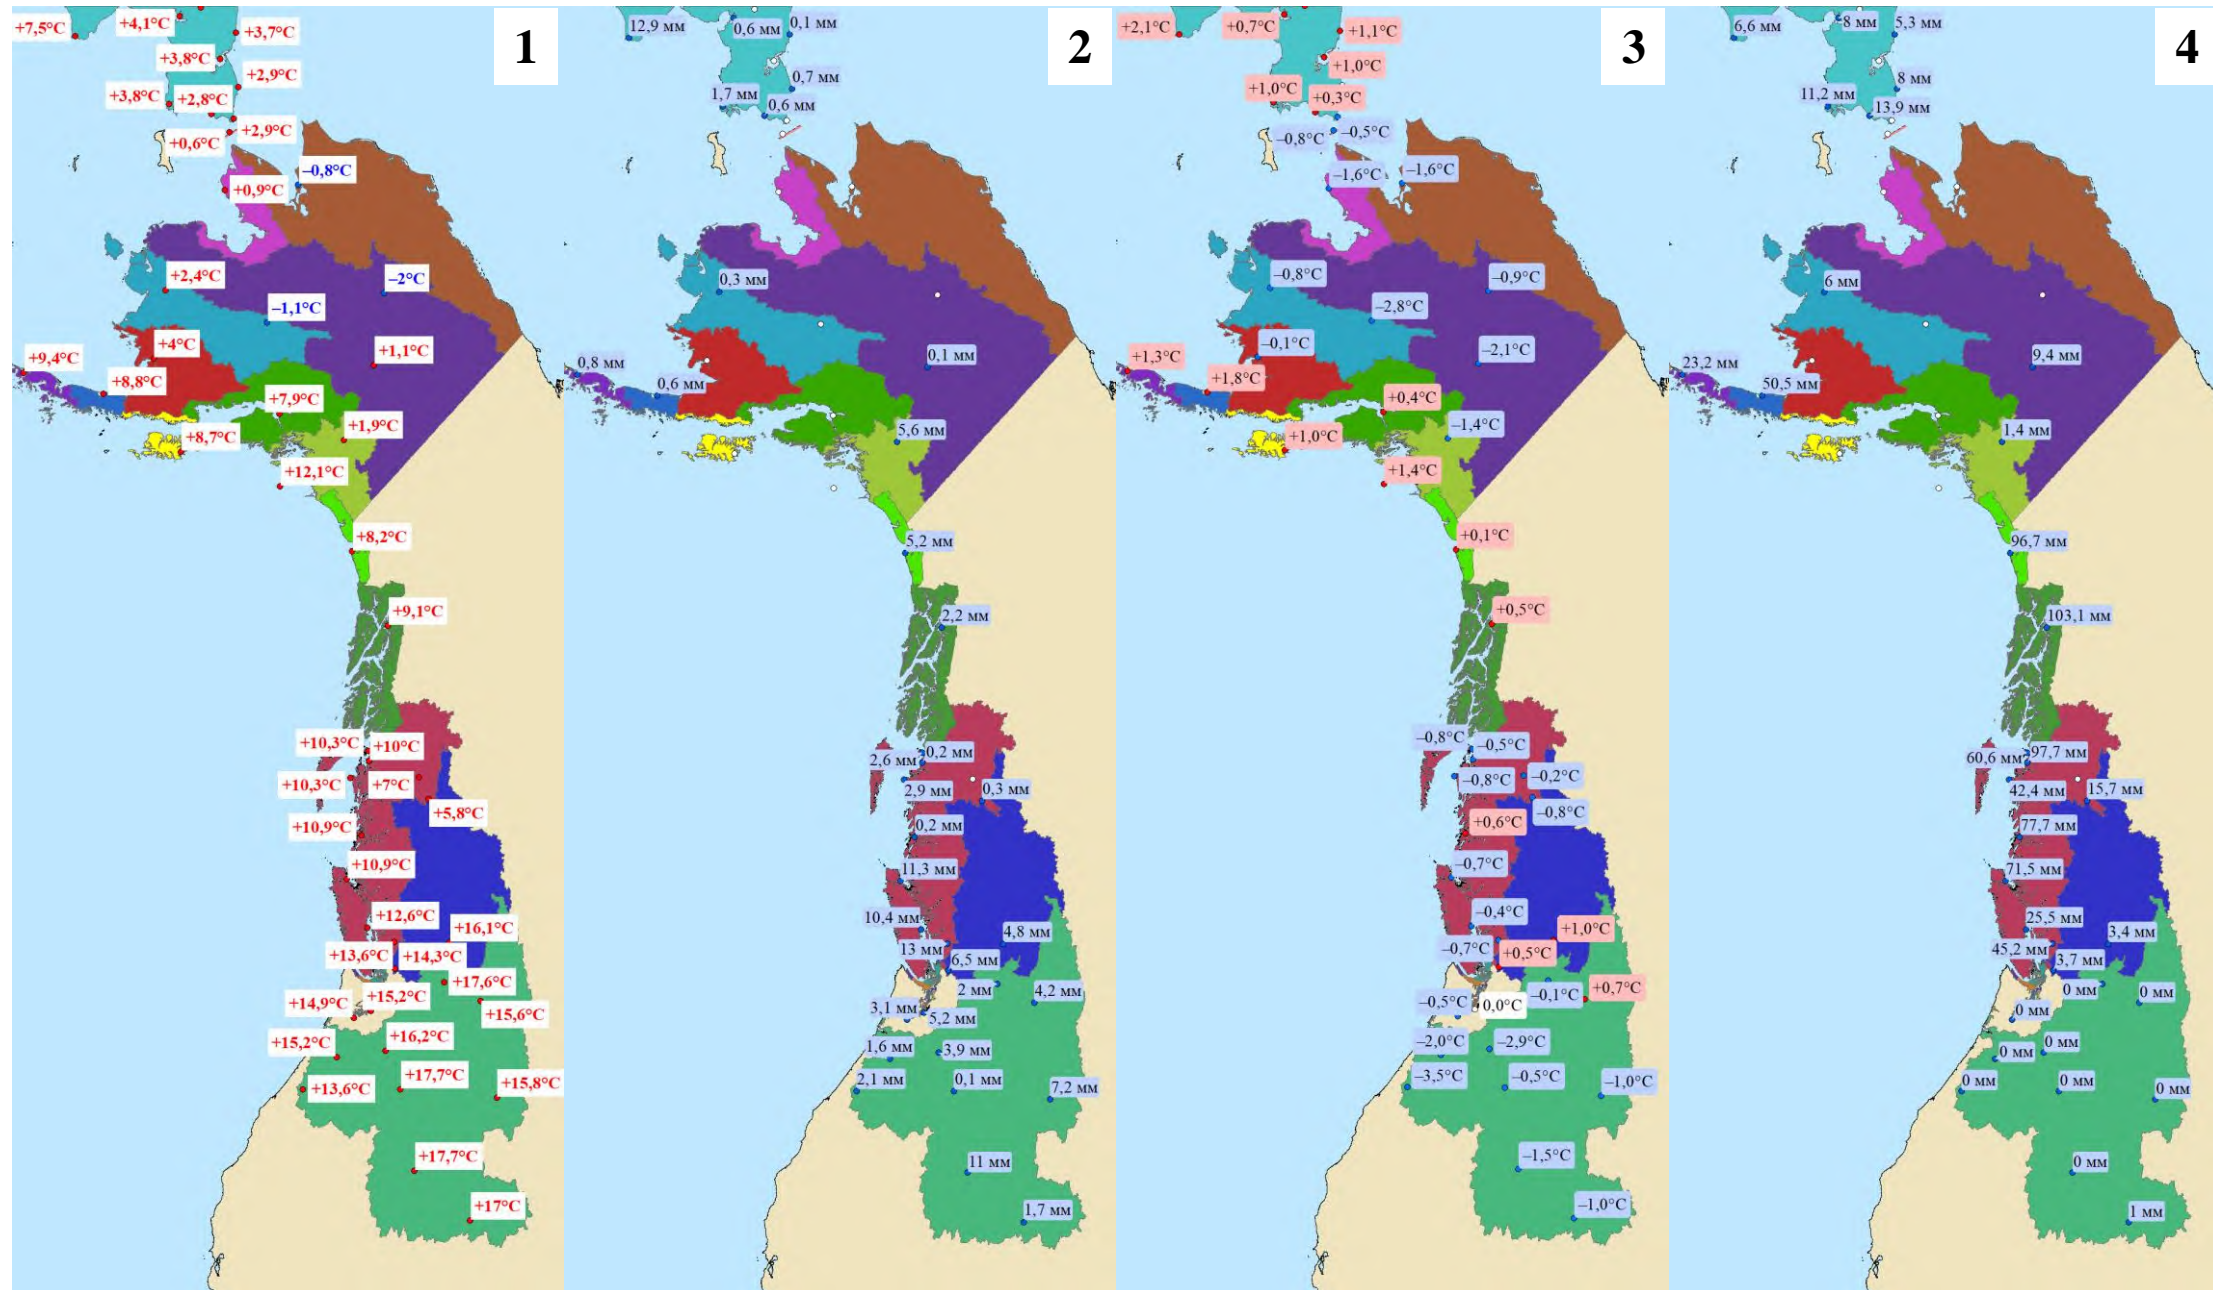 1
+7,5°C
+4,1°C
+3,7°C
+3,8°C
+2,9°C
+3,8°C
+2,8°C
+2,9°C
+0,6°C
–0,8°C
+0,9°C
+2,4°C
–2°C
–1,1°C
+4°C
+1,1°C
+9,4°C
+8,8°C
+7,9°C
+1,9°C
+8,7°C
+12,1°C
+8,2°C
+9,1°C
+10,3°C
+10°C
+10,3°C
+7°C
+5,8°C
+10,9°C
+10,9°C
+12,6°C
+16,1°C
+13,6°C
+14,3°C
+17,6°C
+14,9°C
+15,2°C
+15,6°C
+15,2°C
+16,2°C
+13,6°C
+17,7°C
+15,8°C
+17,7°C
+17°C
2
12,9 мм
0,6 мм
0,1 мм
0,7 мм
1,7 мм
0,6 мм
0,3 мм
0,1 мм
0,8 мм
0,6 мм
5,6 мм
5,2 мм
2,2 мм
0,2 мм
2,6 мм
2,9 мм
0,3 мм
0,2 мм
11,3 мм
10,4 мм
4,8 мм
13 мм
6,5 мм
2 мм
4,2 мм
3,1 мм
5,2 мм
1,6 мм
3,9 мм
2,1 мм
0,1 мм
7,2 мм
11 мм
1,7 мм
3
+2,1°C
+0,7°C
+1,1°C
+1,0°C
+1,0°C
+0,3°C
–0,8°C
–0,5°C
–1,6°C
–1,6°C
–0,8°C
–0,9°C
–2,8°C
–0,1°C
–2,1°C
+1,3°C
+1,8°C
+0,4°C
–1,4°C
+1,0°C
+1,4°C
+0,1°C
+0,5°C
–0,8°C
–0,5°C
–0,8°C
–0,2°C
–0,8°C
+0,6°C
–0,7°C
–0,4°C
+1,0°C
–0,7°C
+0,5°C
–0,1°C
+0,7°C
–0,5°C
0,0°C
–2,0°C
–2,9°C
–3,5°C
–0,5°C
–1,0°C
–1,5°C
–1,0°C
4
6,6 мм
8 мм
5,3 мм
8 мм
11,2 мм
13,9 мм
6 мм
9,4 мм
23,2 мм
50,5 мм
1,4 мм
96,7 мм
103,1 мм
97,7 мм
60,6 мм
42,4 мм
15,7 мм
77,7 мм
71,5 мм
25,5 мм
3,4 мм
45,2 мм
3,7 мм
0 мм
0 мм
0 мм
0 мм
0 мм
0 мм
0 мм
0 мм
0 мм
1 мм